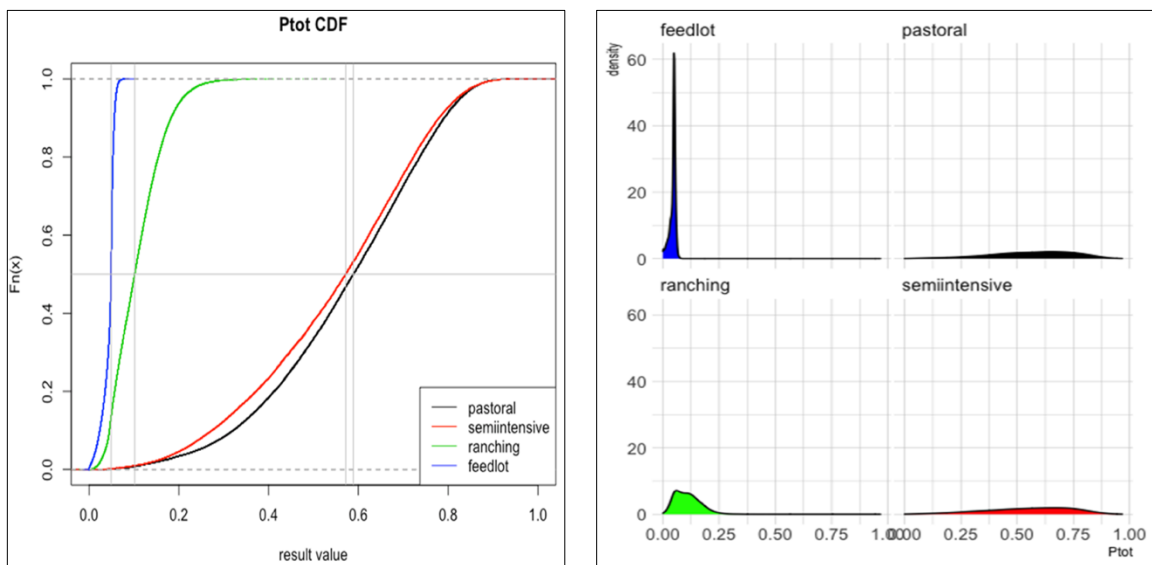 Ptot CDF
Fn(x)
1.0
0.8
0.6
0.4
0.2
0.0
pastoral
semiintensive
ranching
feedlot
0.0 0.2 0.4 0.6 0.8 1.0
result value
feedlot pastoral
density
60
40
20
0
ranching semiintensive
60
40
20
0
0.00 0.25 0.50 0.75 1.00 0.00 0.25 0.50 0.75 1.00
Ptot